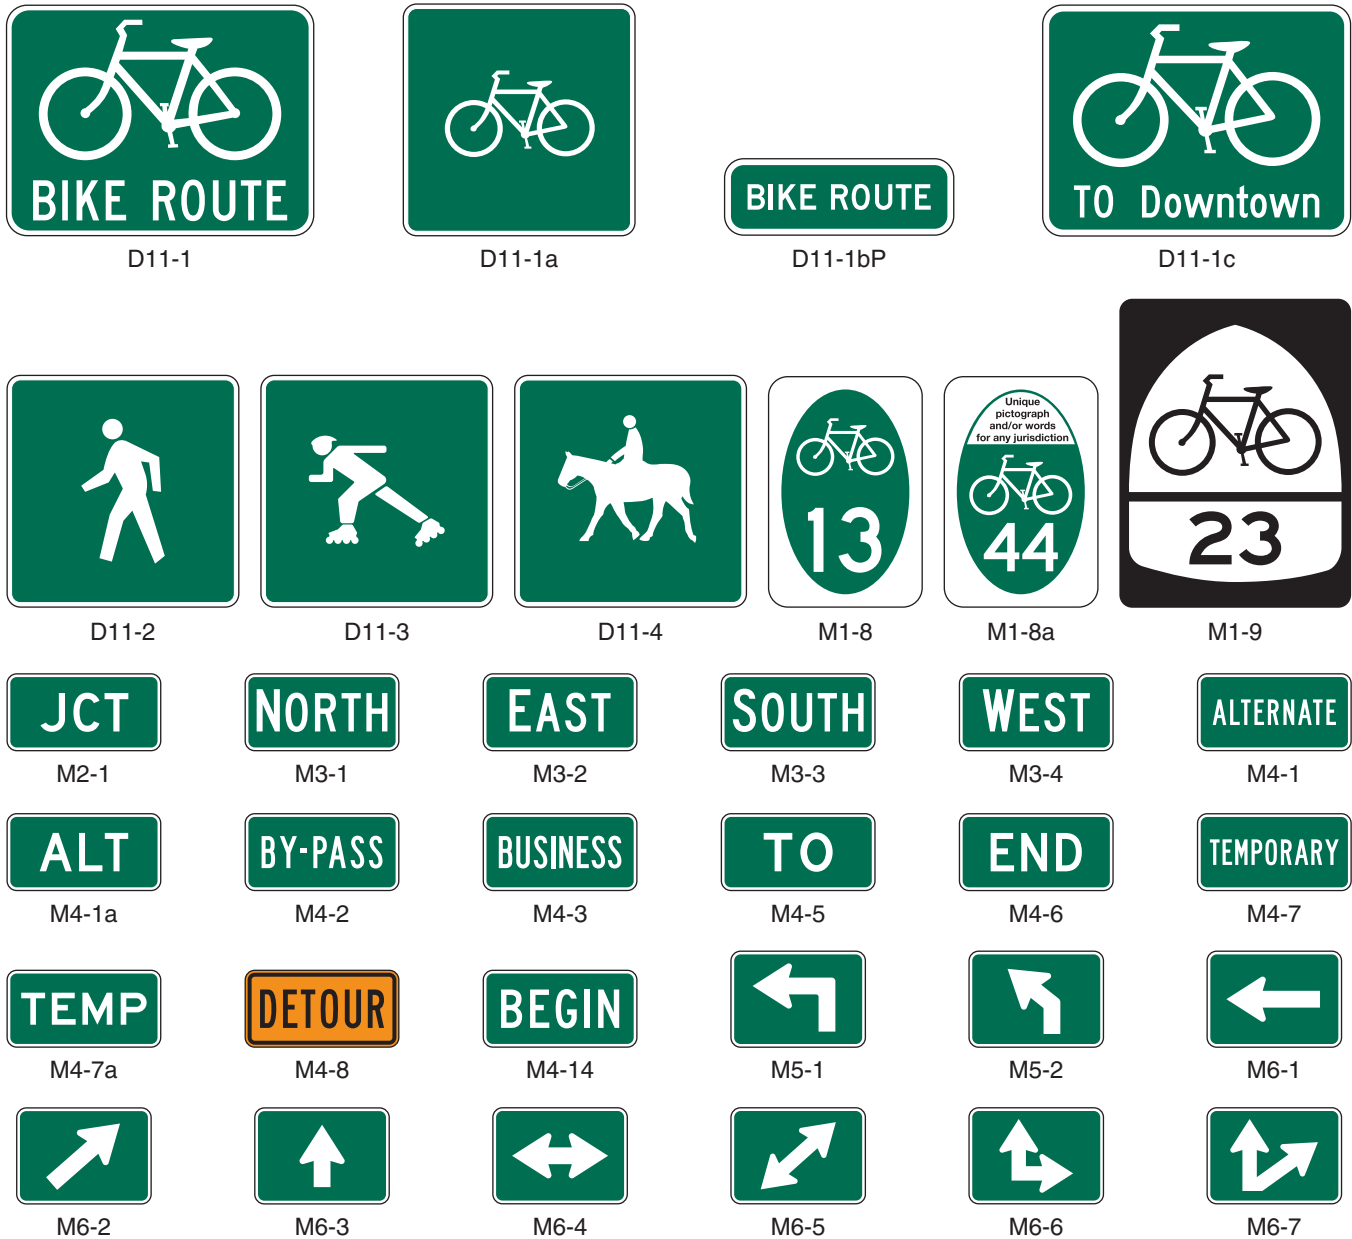 BIKE ROUTE
BIKE ROUTE
TO Downtown
D11-1
D11-1a
D11-1bP
D11-1c
Unique
pictograph
and/or words
for any jurisdiction
13
44
23
D11-2
D11-3
D11-4
M1-8
M1-8a
M1-9
JCT
NORTH
EAST
SOUTH
WEST
ALTERNATE
M2-1
M3-1
M3-2
M3-3
M3-4
M4-1
ALT
BY-PASS
BUSINESS
TO
END
TEMPORARY
M4-1a
M4-2
M4-3
M4-5
M4-6
M4-7
TEMP
DETOUR
BEGIN
M4-7a
M4-8
M4-14
M5-1
M5-2
M6-1
M6-2
M6-3
M6-4
M6-5
M6-6
M6-7